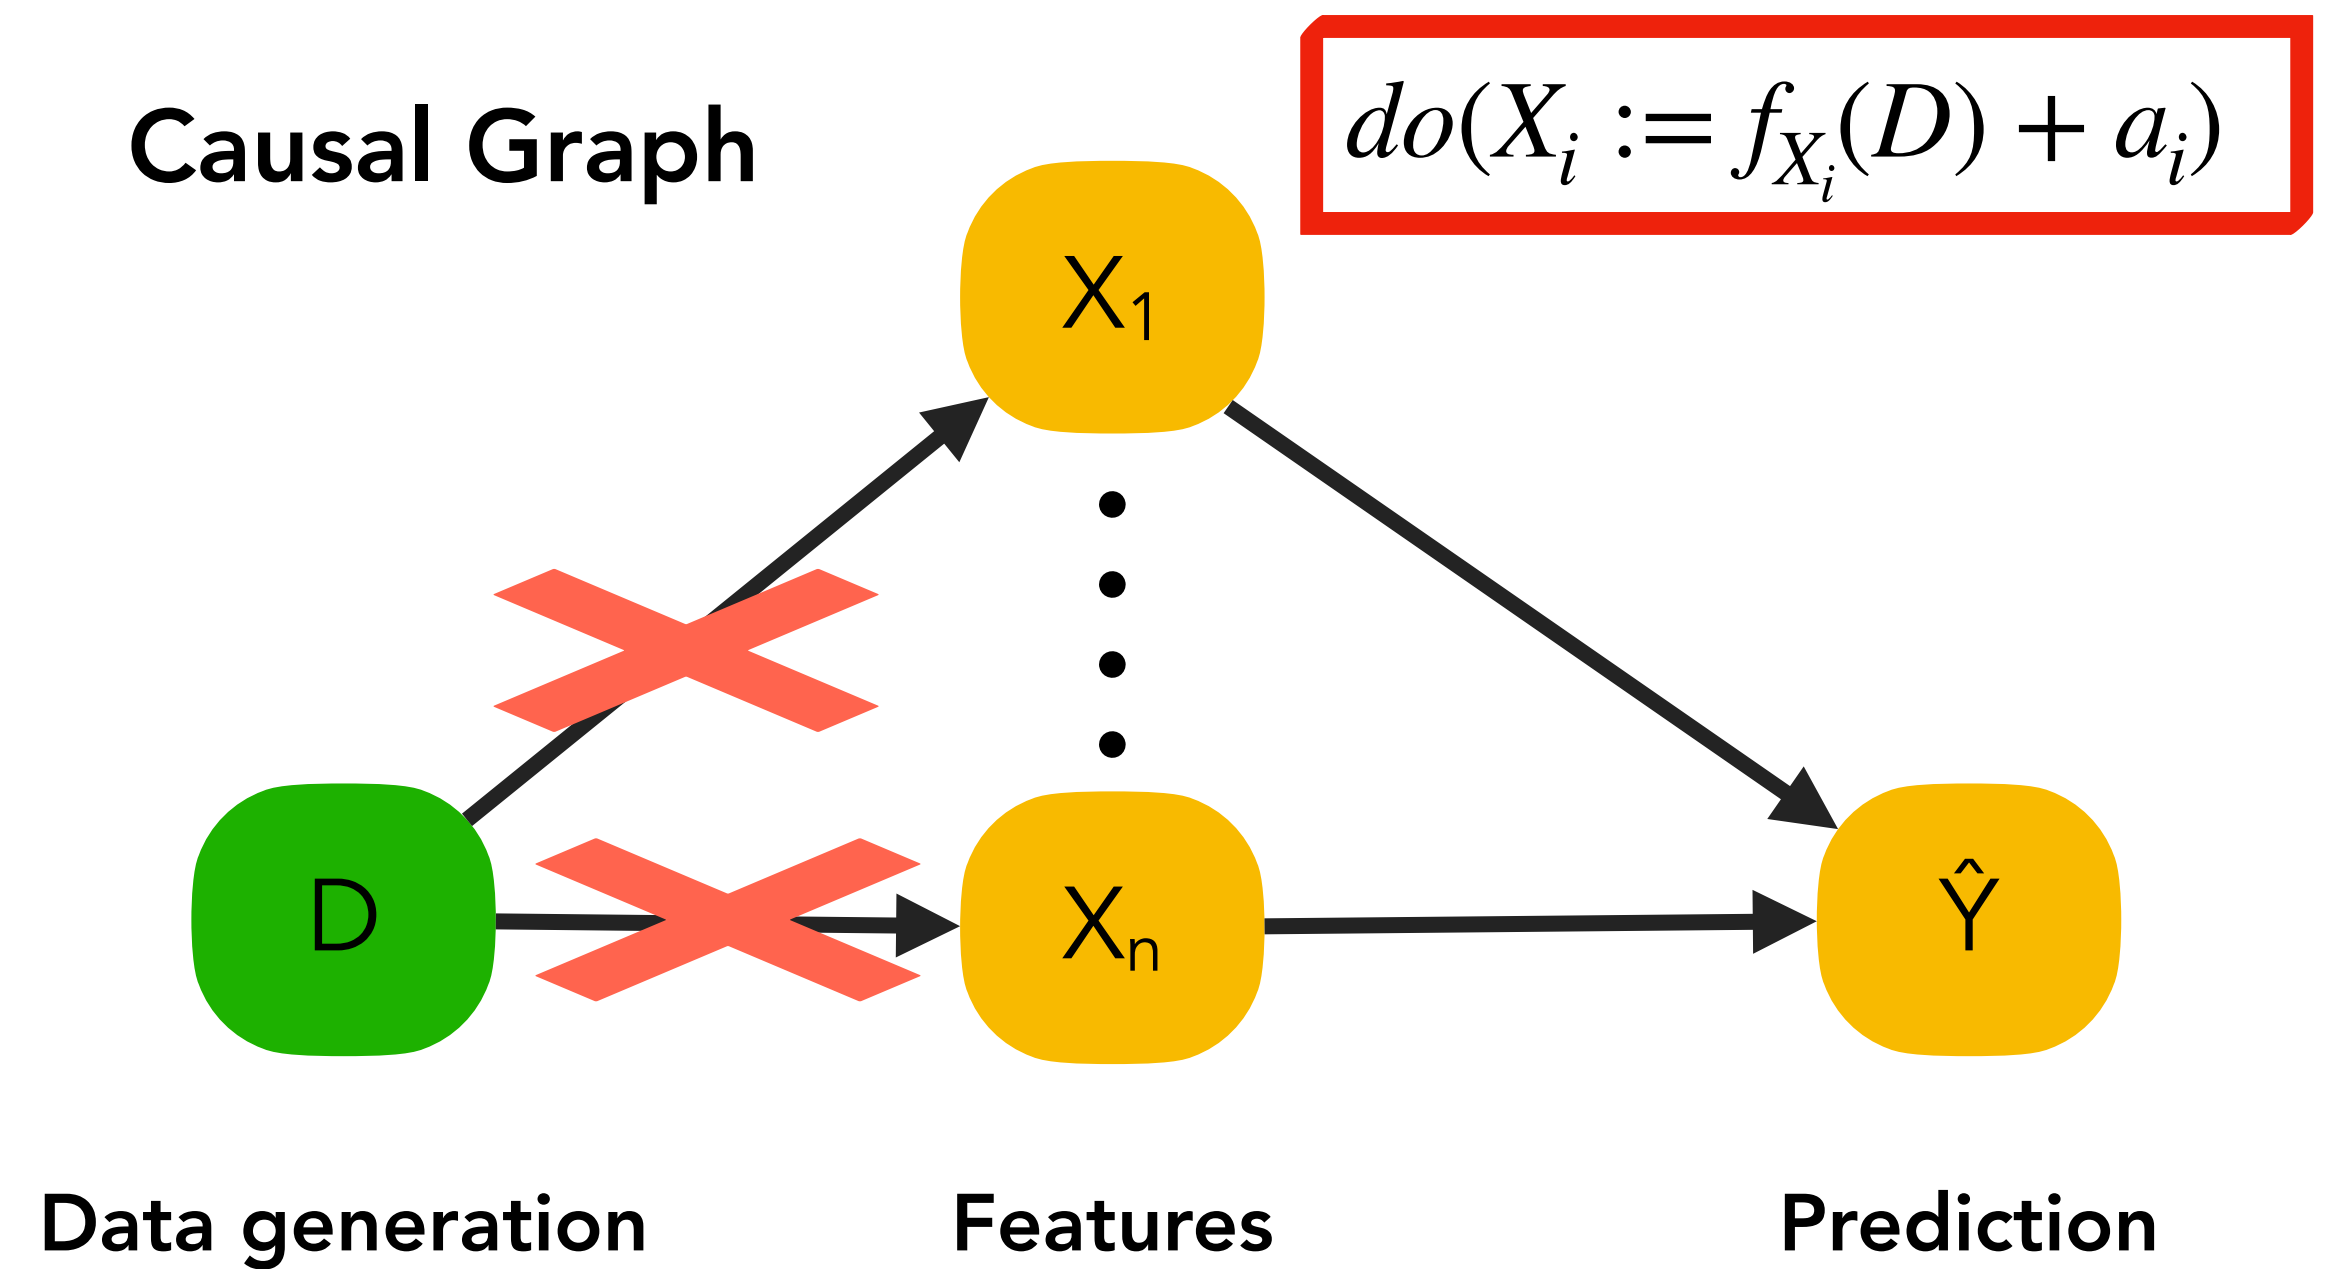 Causal Graph
do(X_i := f_{X_i}(D) + a_i)
X₁
D
Xₙ
Ŷ
Data generation
Features
Prediction